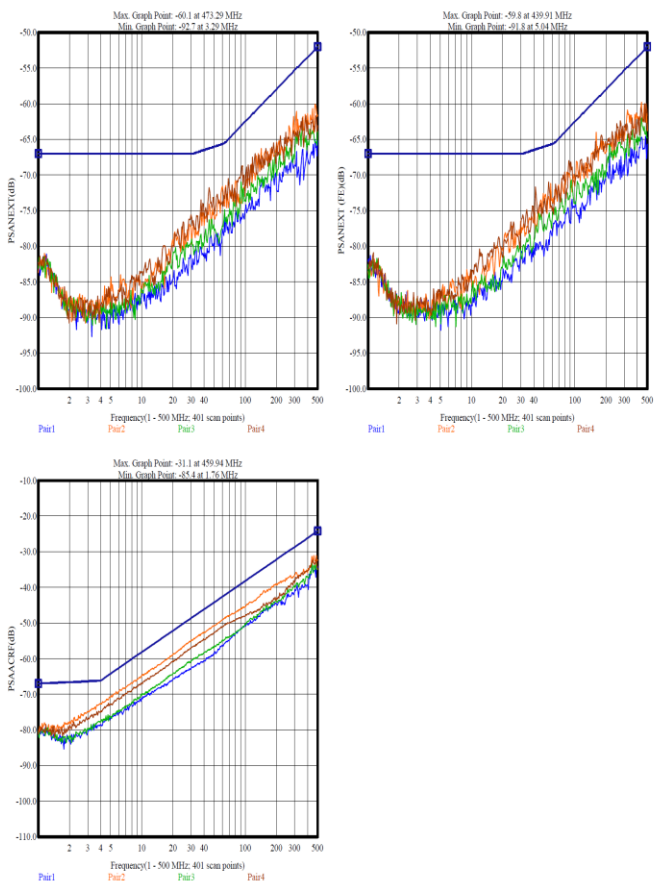 Max. Graph Point: -60.1 at 473.29 MHz
Min. Graph Point: -92.7 at 3.29 MHz
-50.0
-55.0
-60.0
-65.0
-70.0
-75.0
-80.0
-85.0
-90.0
-95.0
-100.0
PSANEXT(dB)
2 3 4 5 10 20 30 40 100 200 300 500
Frequency(1 - 500 MHz; 401 scan points)
Pair1 Pair2 Pair3 Pair4
Max. Graph Point: -59.8 at 439.91 MHz
Min. Graph Point: -91.8 at 5.04 MHz
-50.0
-55.0
-60.0
-65.0
-70.0
-75.0
-80.0
-85.0
-90.0
-95.0
-100.0
PSANEXT (FE)(dB)
2 3 4 5 10 20 30 40 100 200 300 500
Frequency(1 - 500 MHz; 401 scan points)
Pair1 Pair2 Pair3 Pair4
Max. Graph Point: -31.1 at 459.94 MHz
Min. Graph Point: -85.4 at 1.76 MHz
-10.0
-20.0
-30.0
-40.0
-50.0
-60.0
-70.0
-80.0
-90.0
-100.0
-110.0
PSAACRF(dB)
2 3 4 5 10 20 30 40 100 200 300 500
Frequency(1 - 500 MHz; 401 scan points)
Pair1 Pair2 Pair3 Pair4